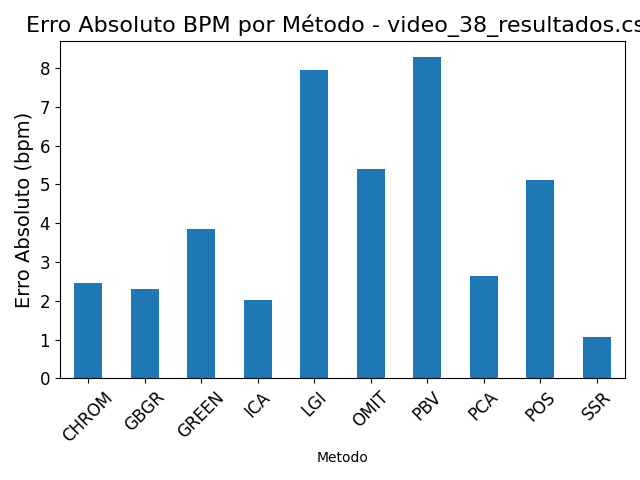 Erro Absoluto BPM por Método - video_38_resultados.cs
Erro Absoluto (bpm)
8
7
6
5
4
3
2
1
0
CHROM
GBGR
GREEN
ICA
LGI
OMIT
PBV
PCA
POS
SSR
Metodo